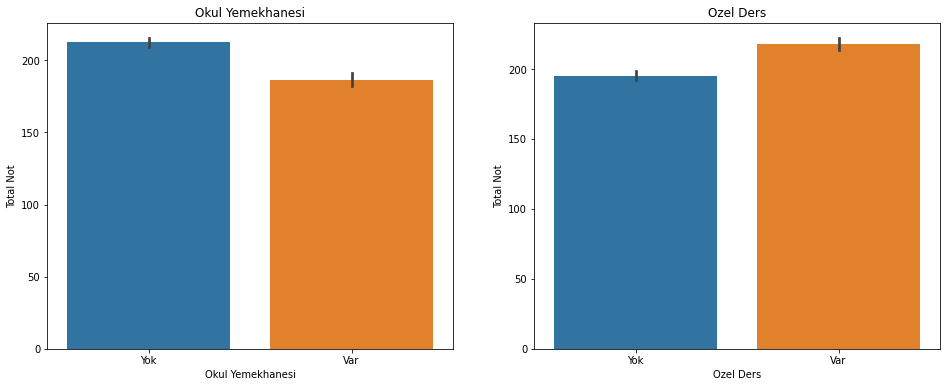 Okul Yemekhanesi
Total Not
200
150
100
50
0
Yok Var
Okul Yemekhanesi
Ozel Ders
Total Not
200
150
100
50
0
Yok Var
Ozel Ders